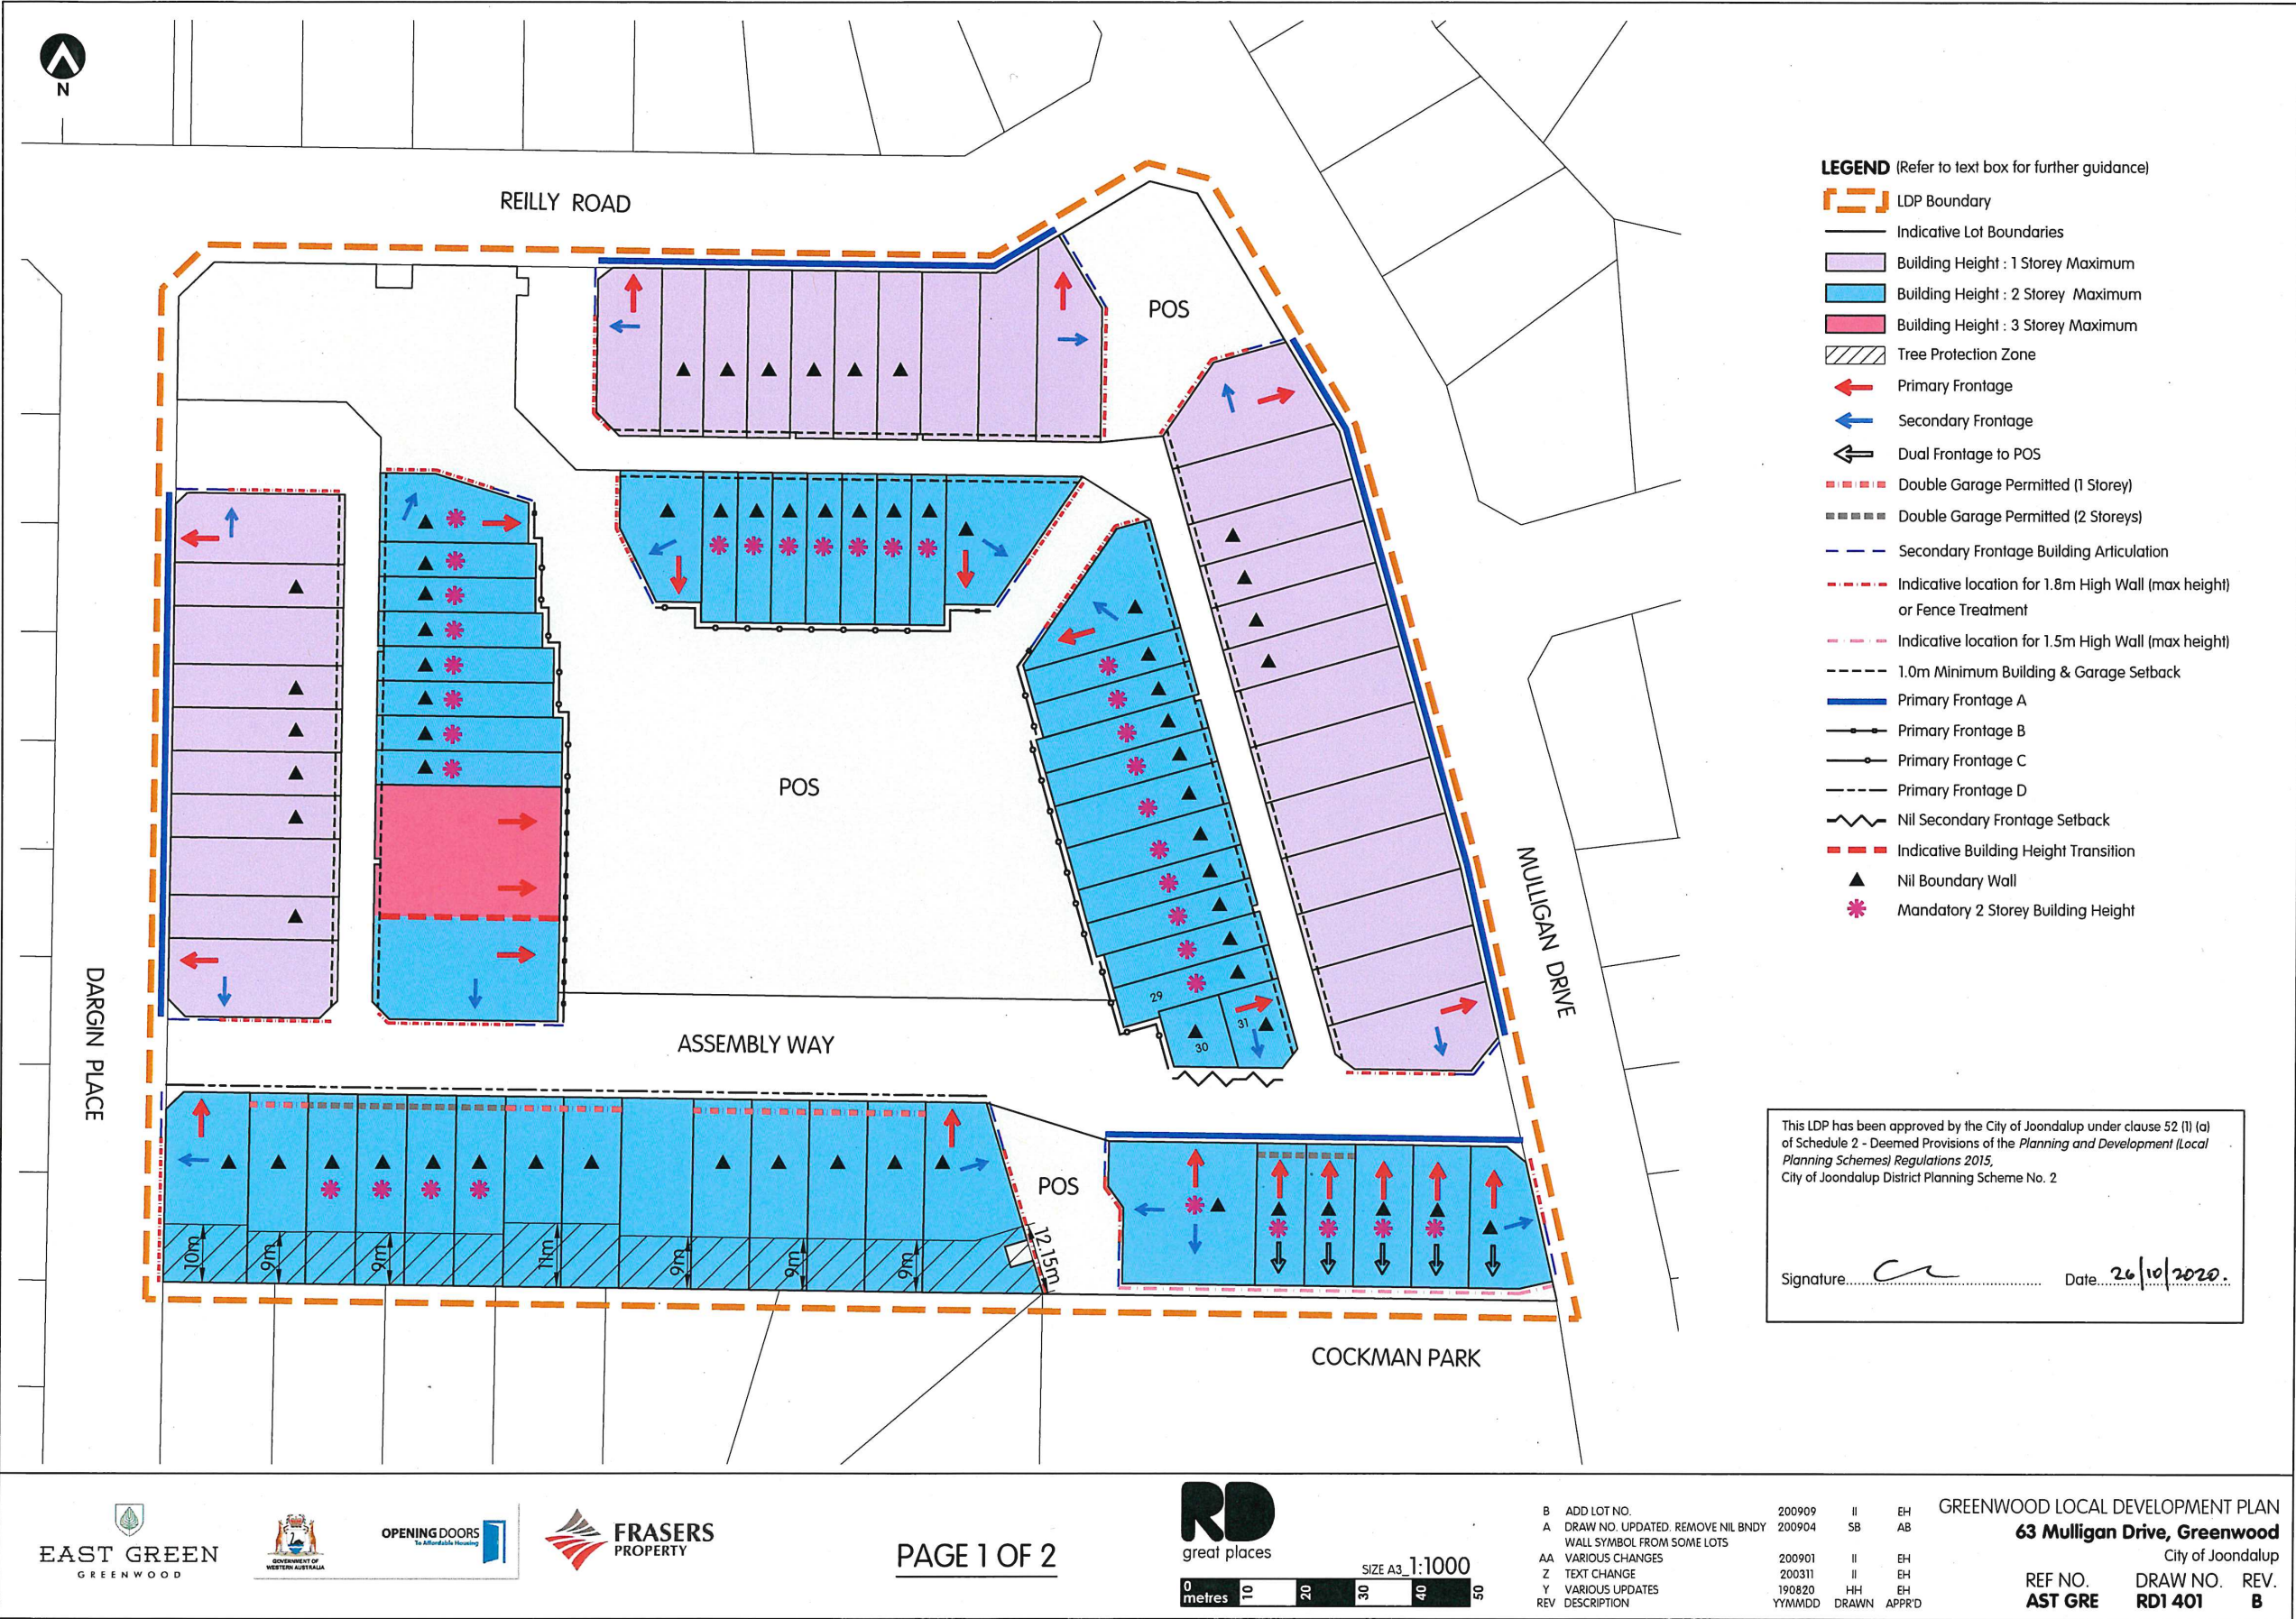 N
REILLY ROAD
POS
POS
29
30
31
ASSEMBLY WAY
DARGIN PLACE
MULLIGAN DRIVE
POS
10m
9m
9m
11m
9m
9m
9m
12.15m
COCKMAN PARK
LEGEND (Refer to text box for further guidance)
LDP Boundary
Indicative Lot Boundaries
Building Height : 1 Storey Maximum
Building Height : 2 Storey Maximum
Building Height : 3 Storey Maximum
Tree Protection Zone
Primary Frontage
Secondary Frontage
Dual Frontage to POS
Double Garage Permitted (1 Storey)
Double Garage Permitted (2 Storeys)
Secondary Frontage Building Articulation
Indicative location for 1.8m High Wall (max height)
or Fence Treatment
Indicative location for 1.5m High Wall (max height)
1.0m Minimum Building & Garage Setback
Primary Frontage A
Primary Frontage B
Primary Frontage C
Primary Frontage D
Nil Secondary Frontage Setback
Indicative Building Height Transition
Nil Boundary Wall
Mandatory 2 Storey Building Height
This LDP has been approved by the City of Joondalup under clause 52 (1) (a)
of Schedule 2 - Deemed Provisions of the Planning and Development (Local
Planning Schemes) Regulations 2015,
City of Joondalup District Planning Scheme No. 2
Signature Date 26/10/2020.
EAST GREEN
GREENWOOD
GOVERNMENT OF
WESTERN AUSTRALIA
OPENING DOORS
To Affordable Housing
FRASERS
PROPERTY
PAGE 1 OF 2
RD
great places
SIZE A3_1:1000
0 metres 10 20 30 40 50
B ADD LOT NO. 200909 II EH
A DRAW NO. UPDATED. REMOVE NIL BNDY 200904 SB AB
WALL SYMBOL FROM SOME LOTS
AA VARIOUS CHANGES 200901 II EH
Z TEXT CHANGE 200311 II EH
Y VARIOUS UPDATES 190820 HH EH
REV DESCRIPTION YYMMDD DRAWN APPR'D
GREENWOOD LOCAL DEVELOPMENT PLAN
63 Mulligan Drive, Greenwood
City of Joondalup
REF NO. DRAW NO. REV.
AST GRE RD1 401 B